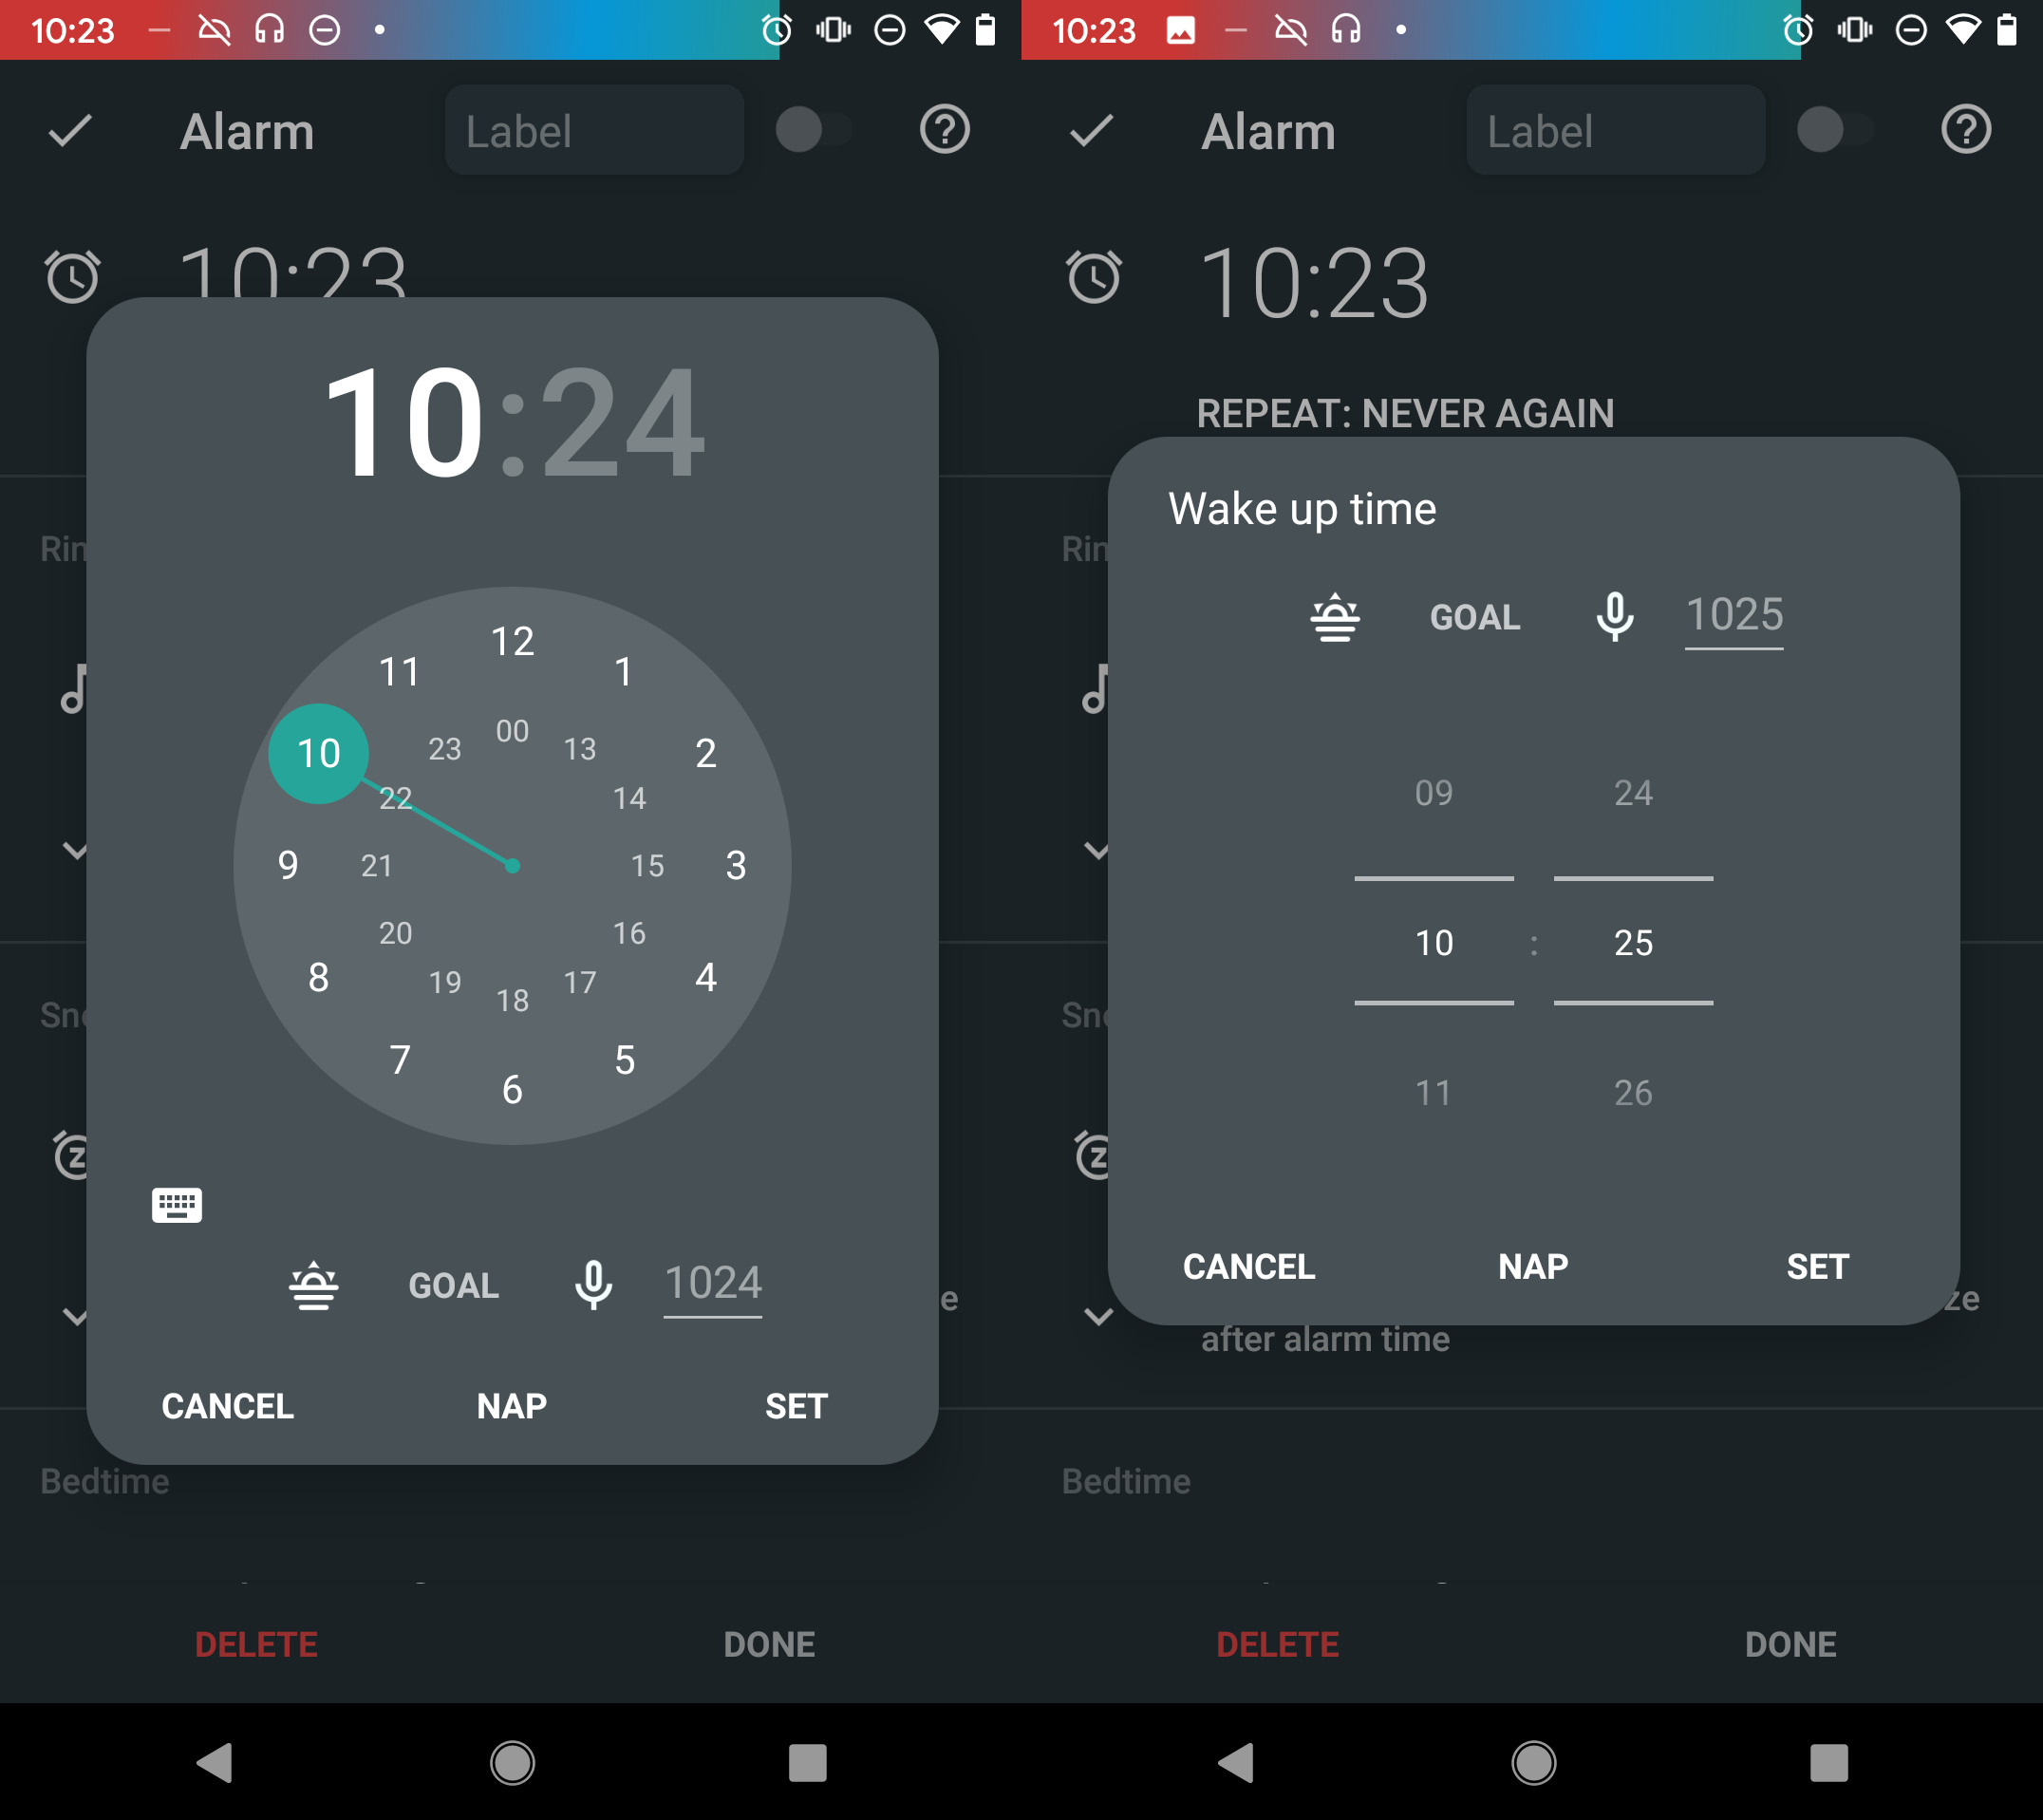 10:23
Alarm
Label
10:23
10:24
12
11
1
10
00
23
13
2
22
14
9
21
15
3
20
16
8
19
17
4
18
7
5
6
GOAL
1024
CANCEL
NAP
SET
Rin
Sno
z
e
Bedtime
DELETE
DONE
10:23
Alarm
Label
10:23
REPEAT: NEVER AGAIN
Wake up time
GOAL
1025
09
24
10 : 25
11
26
CANCEL
NAP
SET
Rin
Sno
z
ze
after alarm time
Bedtime
DELETE
DONE